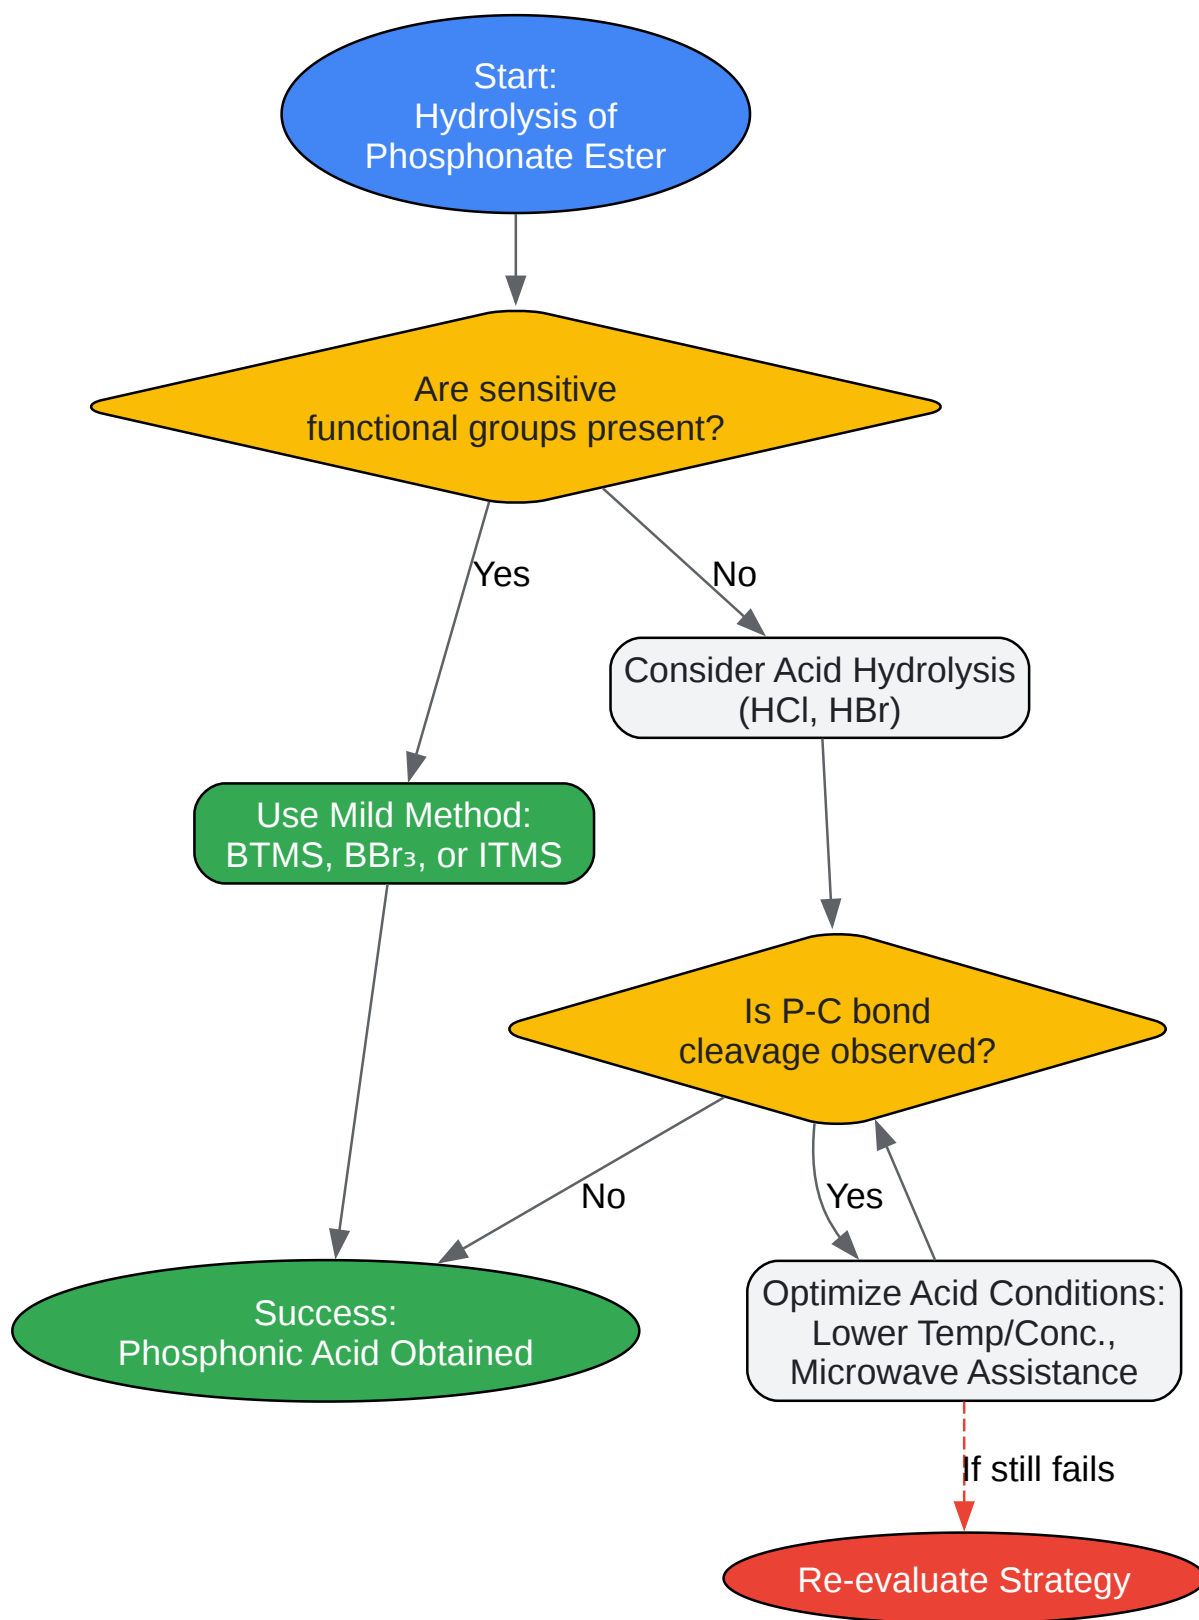 Start:
Hydrolysis of
Phosphonate Ester
Are sensitive
functional groups present?
Yes
No
Consider Acid Hydrolysis
(HCl, HBr)
Use Mild Method:
BTMS, BBr₃, or ITMS
Is P-C bond
cleavage observed?
No
Yes
Success:
Phosphonic Acid Obtained
Optimize Acid Conditions:
Lower Temp/Conc.,
Microwave Assistance
If still fails
Re-evaluate Strategy